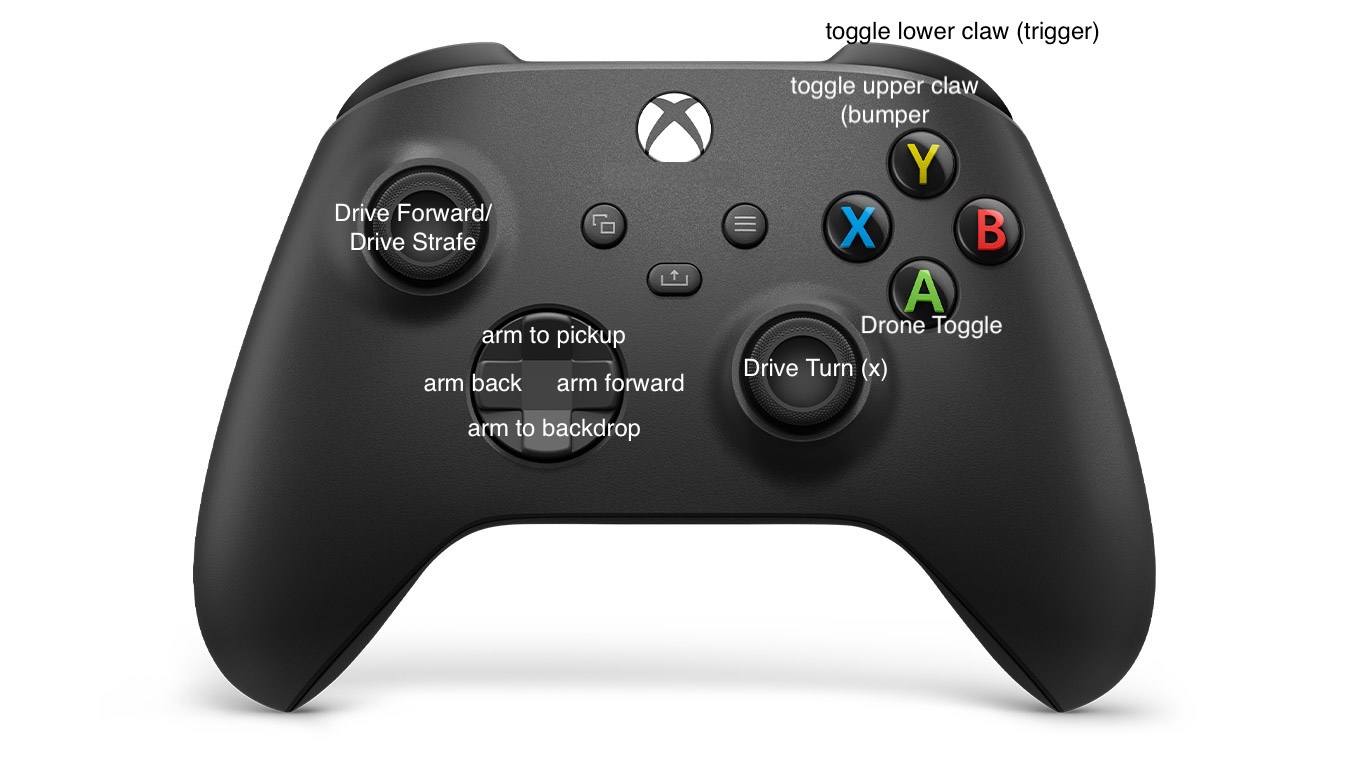 toggle lower claw (trigger)
toggle upper claw
(bumper
Y
X
B
A
Drive Forward/
Drive Strafe
Drone Toggle
arm to pickup
Drive Turn (x)
arm back
arm forward
arm to backdrop